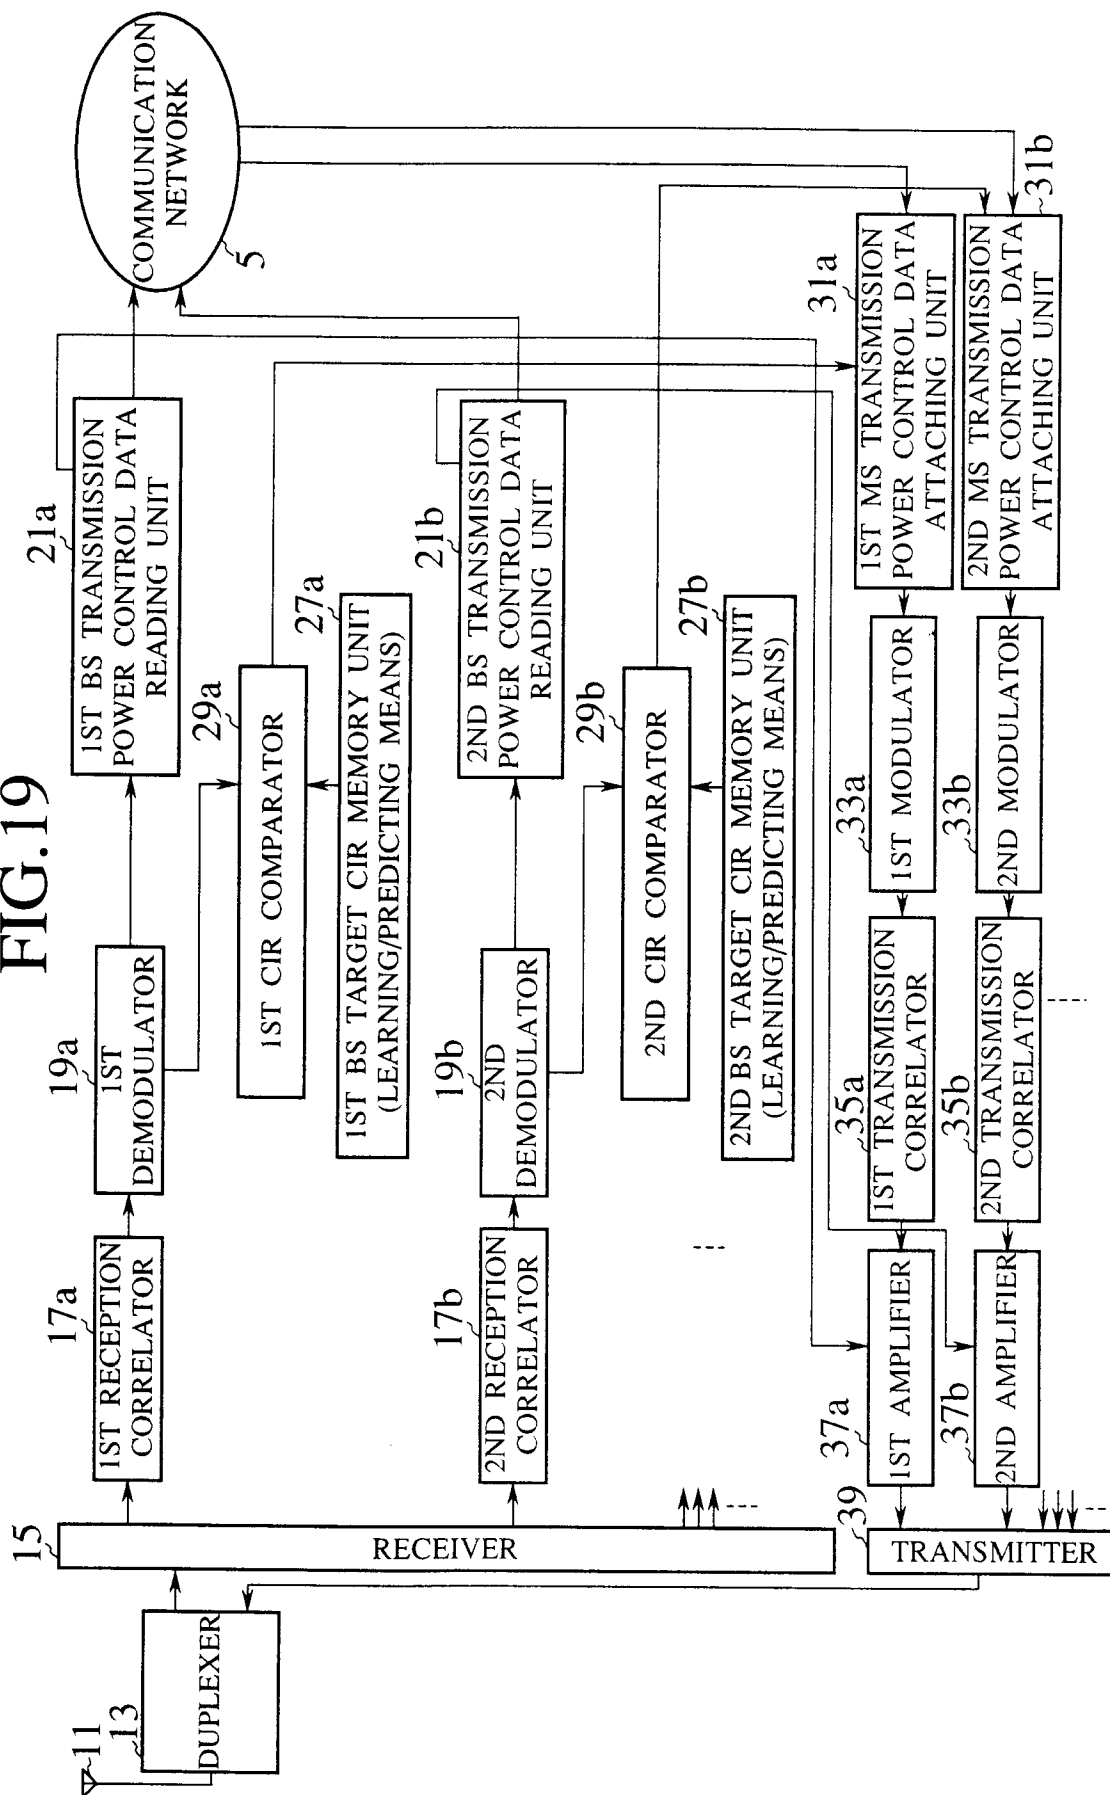 FIG.19
11
13
DUPLEXER
15
RECEIVER
17a
1ST RECEPTION
CORRELATOR
19a
1ST
DEMODULATOR
21a
1ST BS TRANSMISSION
POWER CONTROL DATA
READING UNIT
COMMUNICATION
NETWORK
5
29a
1ST CIR COMPARATOR
27a
1ST BS TARGET CIR MEMORY UNIT
(LEARNING/PREDICTING MEANS)
17b
2ND RECEPTION
CORRELATOR
19b
2ND
DEMODULATOR
21b
2ND BS TRANSMISSION
POWER CONTROL DATA
READING UNIT
29b
2ND CIR COMPARATOR
27b
2ND BS TARGET CIR MEMORY UNIT
(LEARNING/PREDICTING MEANS)
39
TRANSMITTER
37a
1ST AMPLIFIER
35a
1ST TRANSMISSION
CORRELATOR
33a
1ST MODULATOR
31a
1ST MS TRANSMISSION
POWER CONTROL DATA
ATTACHING UNIT
37b
2ND AMPLIFIER
35b
2ND TRANSMISSION
CORRELATOR
33b
2ND MODULATOR
31b
2ND MS TRANSMISSION
POWER CONTROL DATA
ATTACHING UNIT